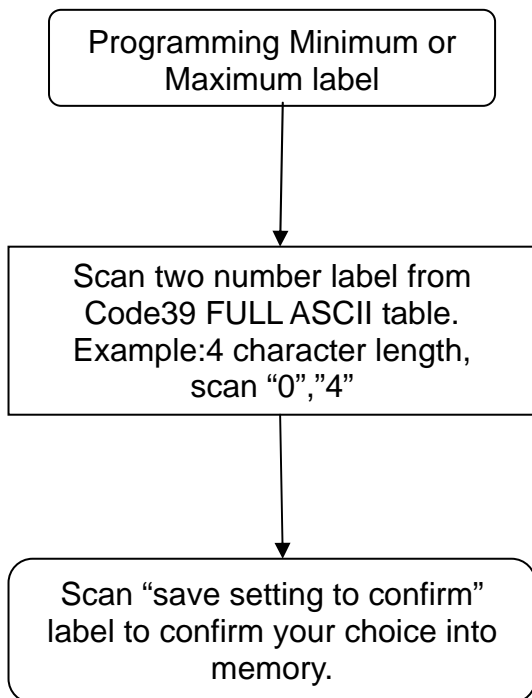 Programming Minimum or
Maximum label
Scan two number label from
Code39 FULL ASCII table.
Example:4 character length,
scan “0”,”4”
Scan “save setting to confirm”
label to confirm your choice into
memory.